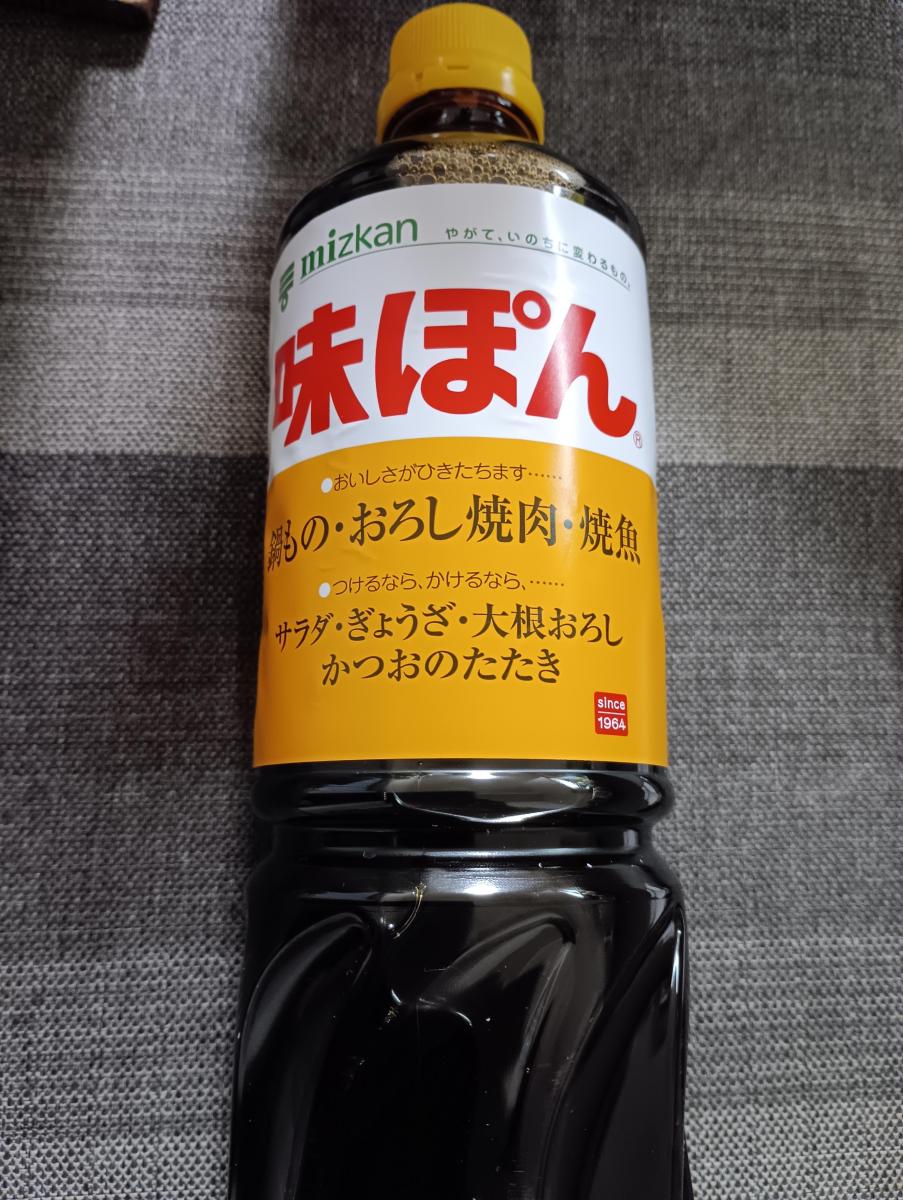 mizkan やがて、いのちに変わるもの。
味ぽん®
●おいしさがひきたちます……
鍋もの・おろし焼肉・焼魚
●つけるなら、かけるなら、……
サラダ・ぎょうざ・大根おろし
かつおのたたき
since
1964